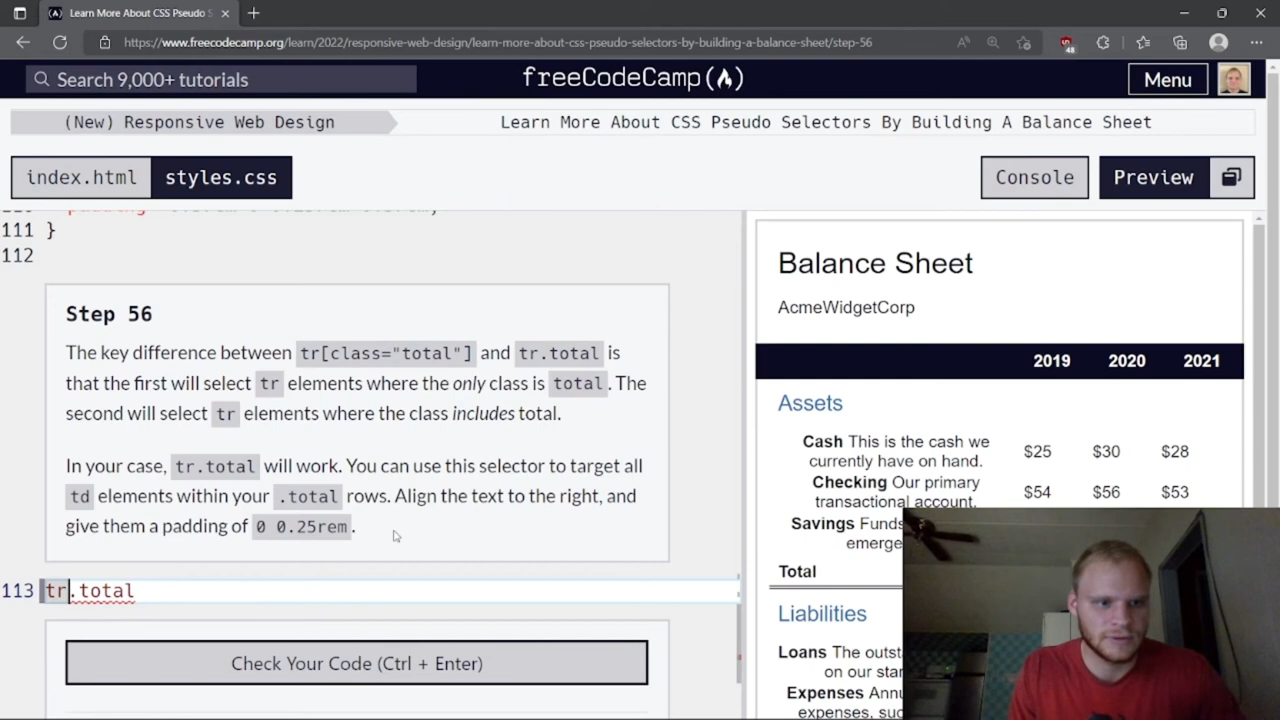 Learn More About CSS Pseudo S
https://www.freecodecamp.org/learn/2022/responsive-web-design/learn-more-about-css-pseudo-selectors-by-building-a-balance-sheet/step-56
48
Search 9,000+ tutorials
freeCodeCamp
Menu
(New) Responsive Web Design
Learn More About CSS Pseudo Selectors By Building A Balance Sheet
index.html
styles.css
Console
Preview
111 }
112
Step 56
The key difference between tr[class="total"] and tr.total is
that the first will select tr elements where the only class is total. The
second will select tr elements where the class includes total.
In your case, tr.total will work. You can use this selector to target all
td elements within your .total rows. Align the text to the right, and
give them a padding of 0 0.25rem.
113 tr.total
Check Your Code (Ctrl + Enter)
Balance Sheet
AcmeWidgetCorp
2019 2020 2021
Assets
Cash This is the cash we
currently have on hand.
$25 $30 $28
Checking Our primary
transactional account.
$54 $56 $53
Savings Funds
emerge
Total
Liabilities
Loans The outst
on our star
Expenses Annu
expenses, suc